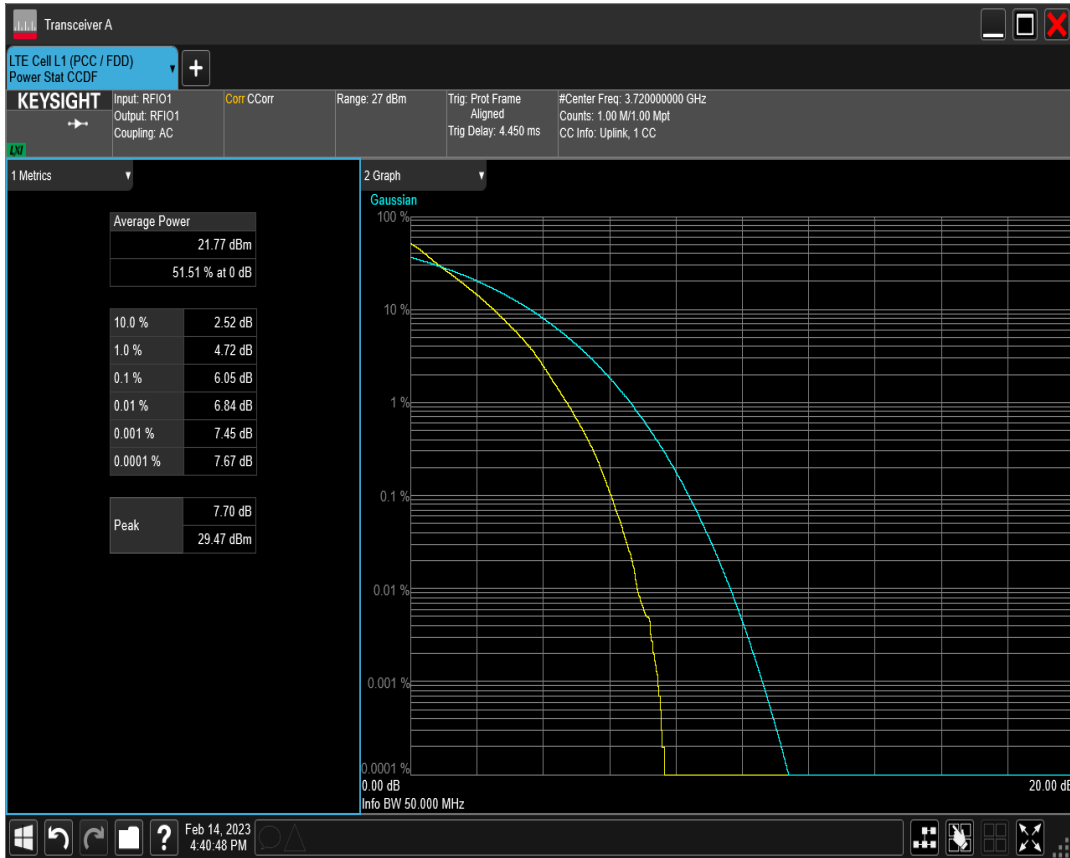 Transceiver A
LTE Cell L1 (PCC / FDD)
Power Stat CCDF
+
KEYSIGHT
LXI
Input: RFIO1
Output: RFIO1
Coupling: AC
Corr CCorr
Range: 27 dBm
Trig: Prot Frame
Aligned
Trig Delay: 4.450 ms
#Center Freq: 3.720000000 GHz
Counts: 1.00 M/1.00 Mpt
CC Info: Uplink, 1 CC
1 Metrics
Average Power
21.77 dBm
51.51 % at 0 dB
10.0 % 2.52 dB
1.0 % 4.72 dB
0.1 % 6.05 dB
0.01 % 6.84 dB
0.001 % 7.45 dB
0.0001 % 7.67 dB
Peak
7.70 dB
29.47 dBm
2 Graph
Gaussian
100 %
10 %
1 %
0.1 %
0.01 %
0.001 %
0.0001 %
0.00 dB
20.00 dB
Info BW 50.000 MHz
?
Feb 14, 2023
4:40:48 PM